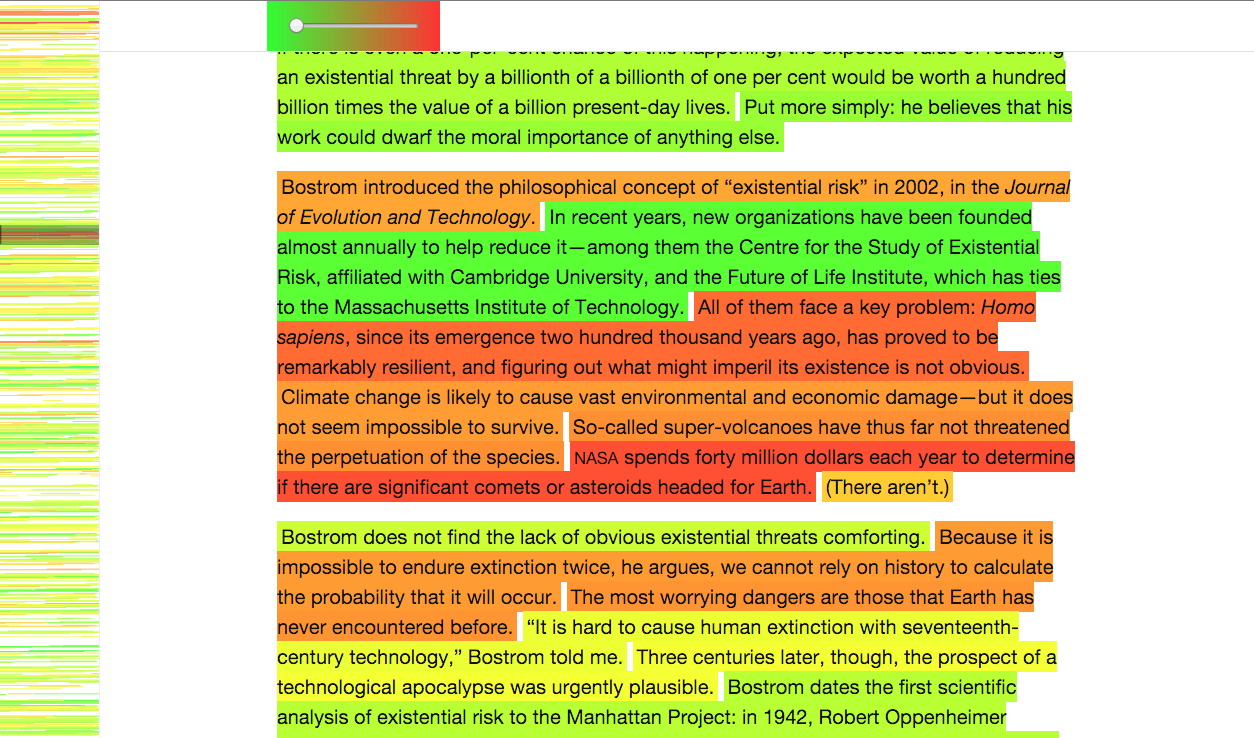 an existential threat by a billionth of a billionth of one per cent would be worth a hundred
billion times the value of a billion present-day lives. Put more simply: he believes that his
work could dwarf the moral importance of anything else.
Bostrom introduced the philosophical concept of “existential risk” in 2002, in the Journal
of Evolution and Technology. In recent years, new organizations have been founded
almost annually to help reduce it—among them the Centre for the Study of Existential
Risk, affiliated with Cambridge University, and the Future of Life Institute, which has ties
to the Massachusetts Institute of Technology. All of them face a key problem: Homo
sapiens, since its emergence two hundred thousand years ago, has proved to be
remarkably resilient, and figuring out what might imperil its existence is not obvious.
Climate change is likely to cause vast environmental and economic damage—but it does
not seem impossible to survive. So-called super-volcanoes have thus far not threatened
the perpetuation of the species. NASA spends forty million dollars each year to determine
if there are significant comets or asteroids headed for Earth. (There aren’t.)
Bostrom does not find the lack of obvious existential threats comforting. Because it is
impossible to endure extinction twice, he argues, we cannot rely on history to calculate
the probability that it will occur. The most worrying dangers are those that Earth has
never encountered before. “It is hard to cause human extinction with seventeenth-
century technology,” Bostrom told me. Three centuries later, though, the prospect of a
technological apocalypse was urgently plausible. Bostrom dates the first scientific
analysis of existential risk to the Manhattan Project: in 1942, Robert Oppenheimer